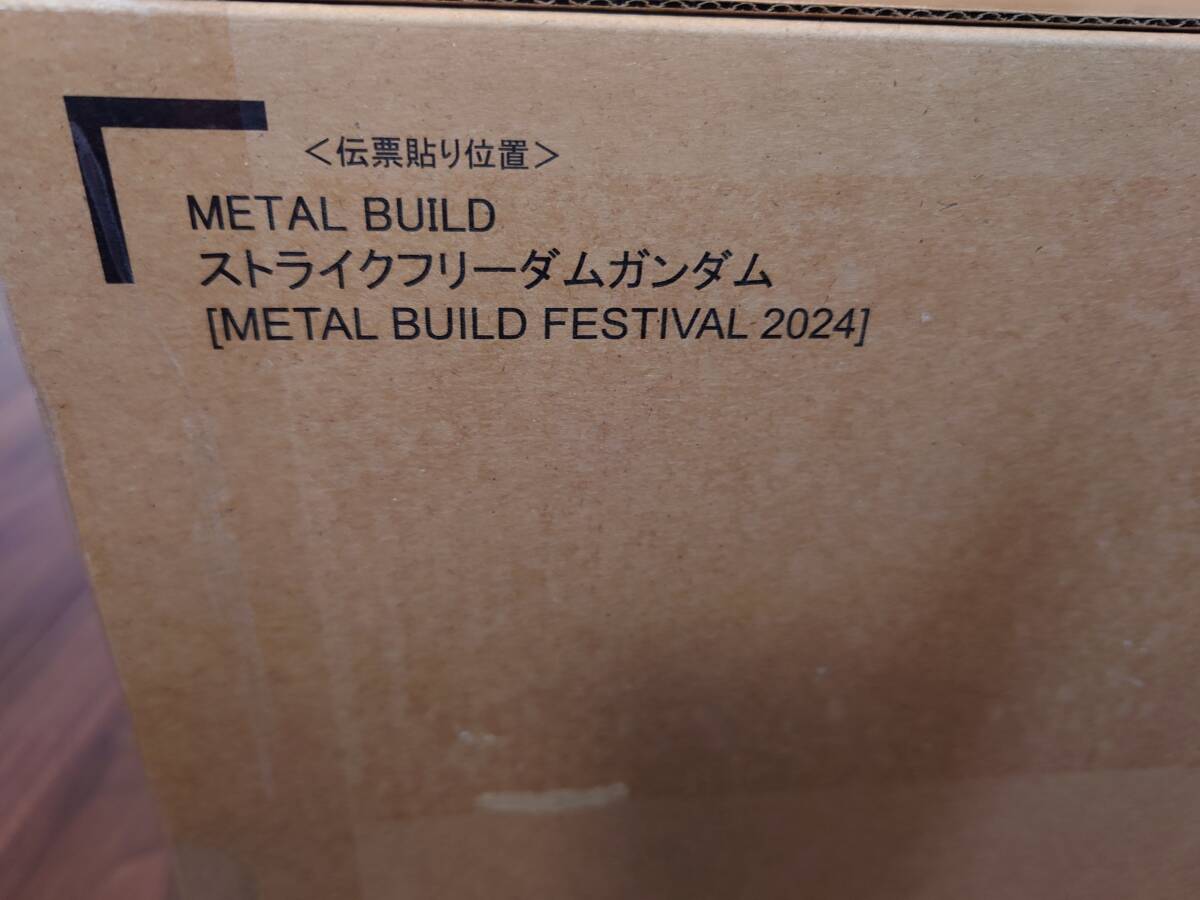 ＜伝票貼り位置＞
METAL BUILD
ストライクフリーダムガンダム
[METAL BUILD FESTIVAL 2024]